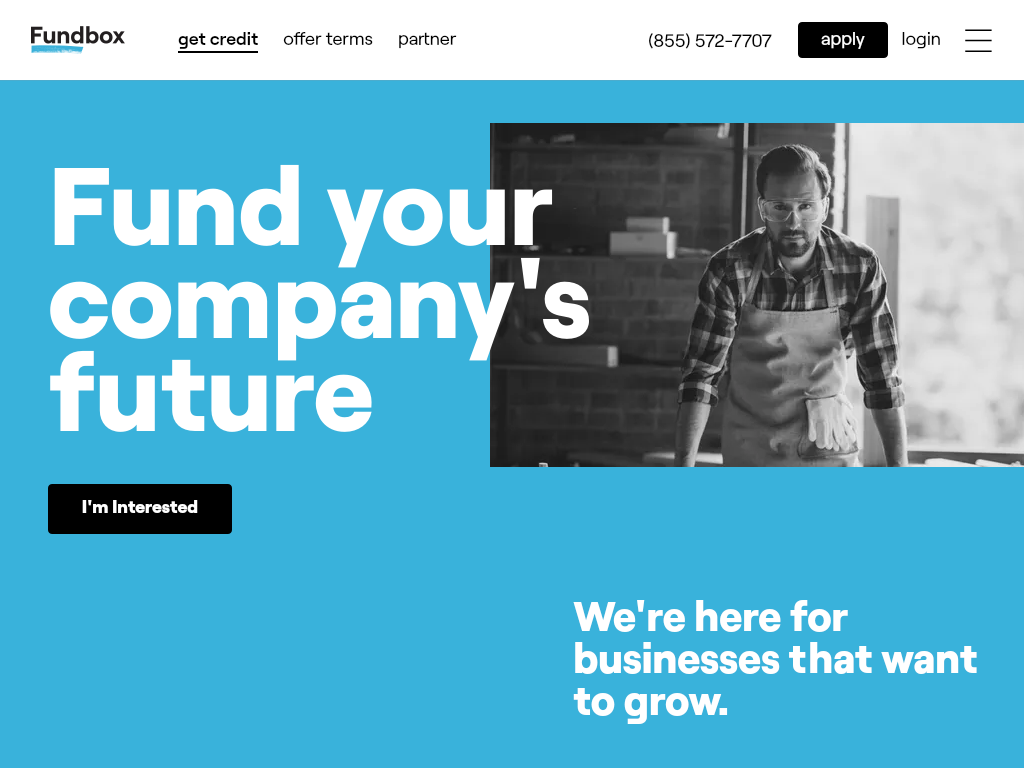 Fundbox
get credit
offer terms
partner
(855) 572-7707
apply
login
Fund your
company's
future
I'm Interested
We're here for
businesses that want
to grow.